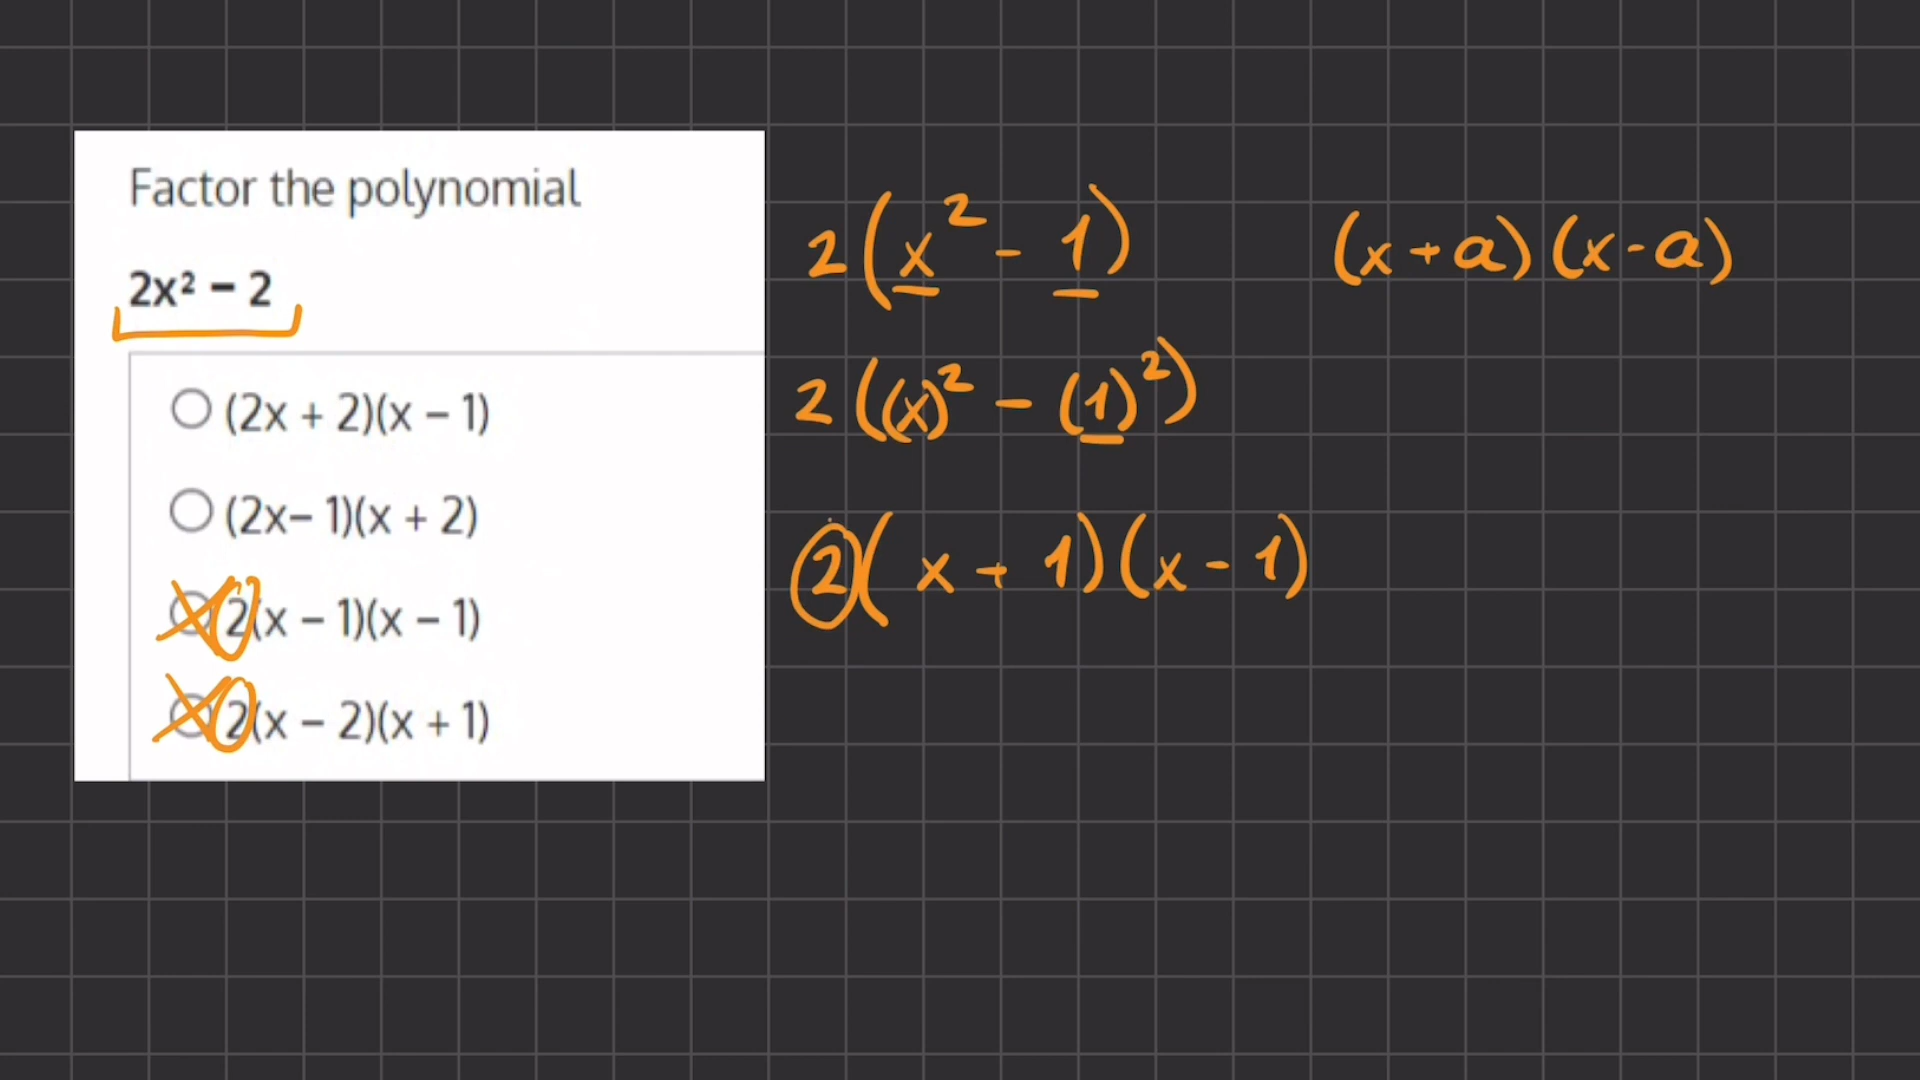 Factor the polynomial
2x² − 2
(2x + 2)(x − 1)
(2x− 1)(x + 2)
2(x − 1)(x − 1)
2(x − 2)(x + 1)
2(x² - 1)
(x + a)(x - a)
2((x)² - (1)²)
2(x + 1)(x - 1)